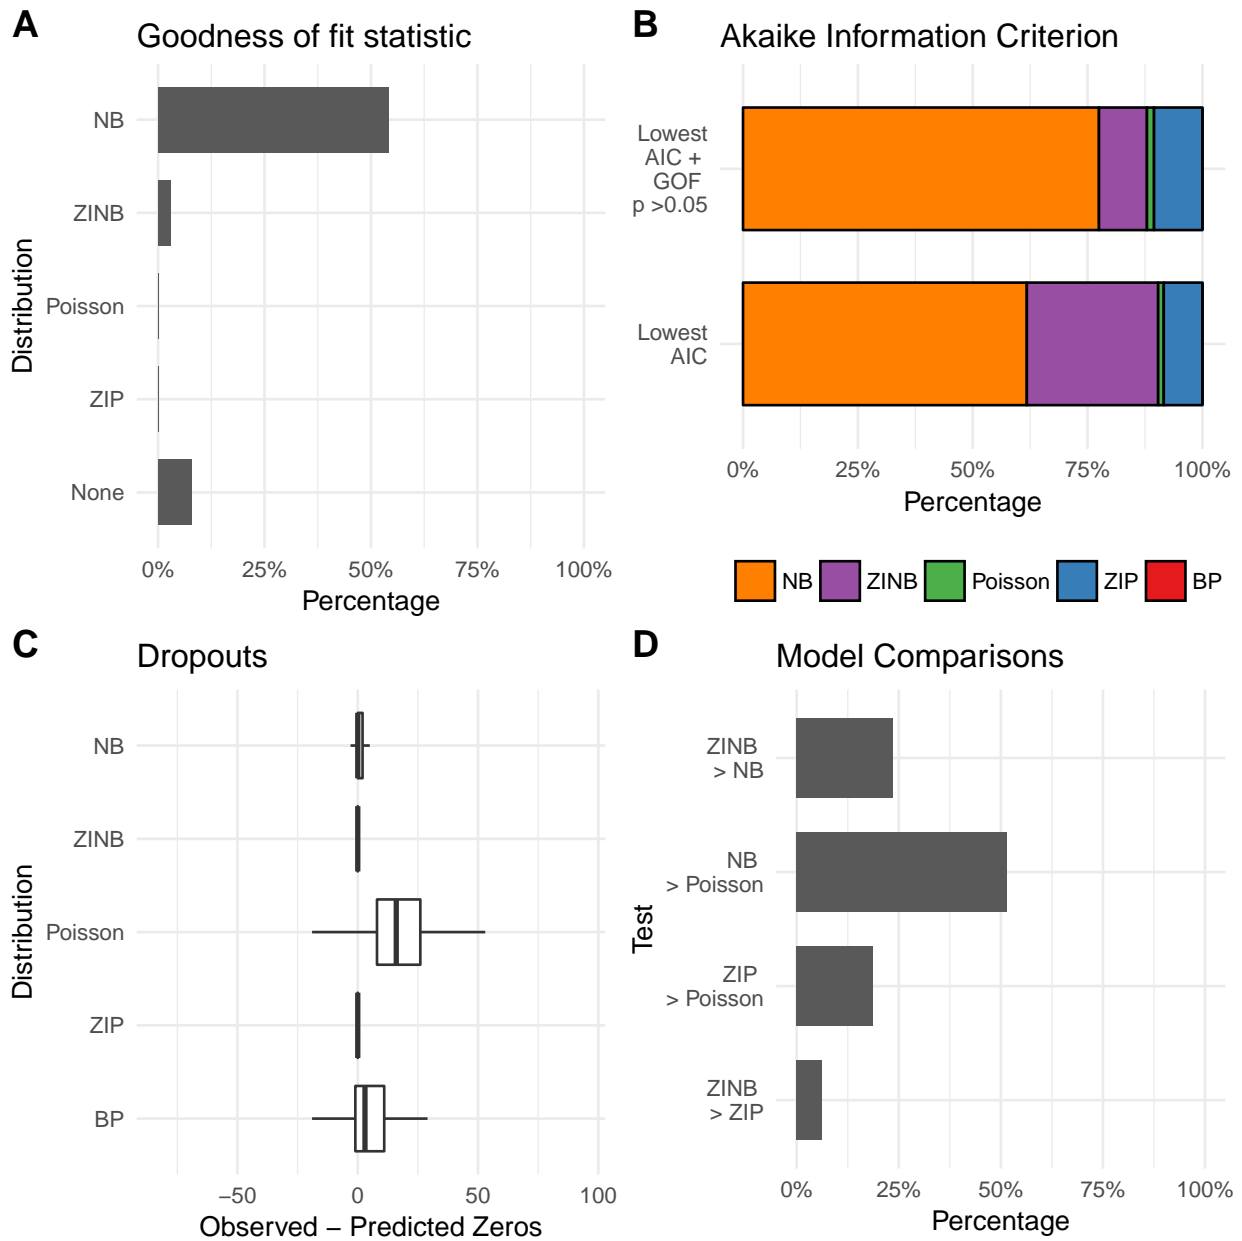 A
Goodness of fit statistic
Distribution
NB
ZINB
Poisson
ZIP
None
0% 25% 50% 75% 100%
Percentage
B
Akaike Information Criterion
Lowest
AIC +
GOF
p >0.05
Lowest
AIC
0% 25% 50% 75% 100%
Percentage
NB ZINB Poisson ZIP BP
C
Dropouts
Distribution
NB
ZINB
Poisson
ZIP
BP
−50 0 50 100
Observed − Predicted Zeros
D
Model Comparisons
Test
ZINB
> NB
NB
> Poisson
ZIP
> Poisson
ZINB
> ZIP
0% 25% 50% 75% 100%
Percentage